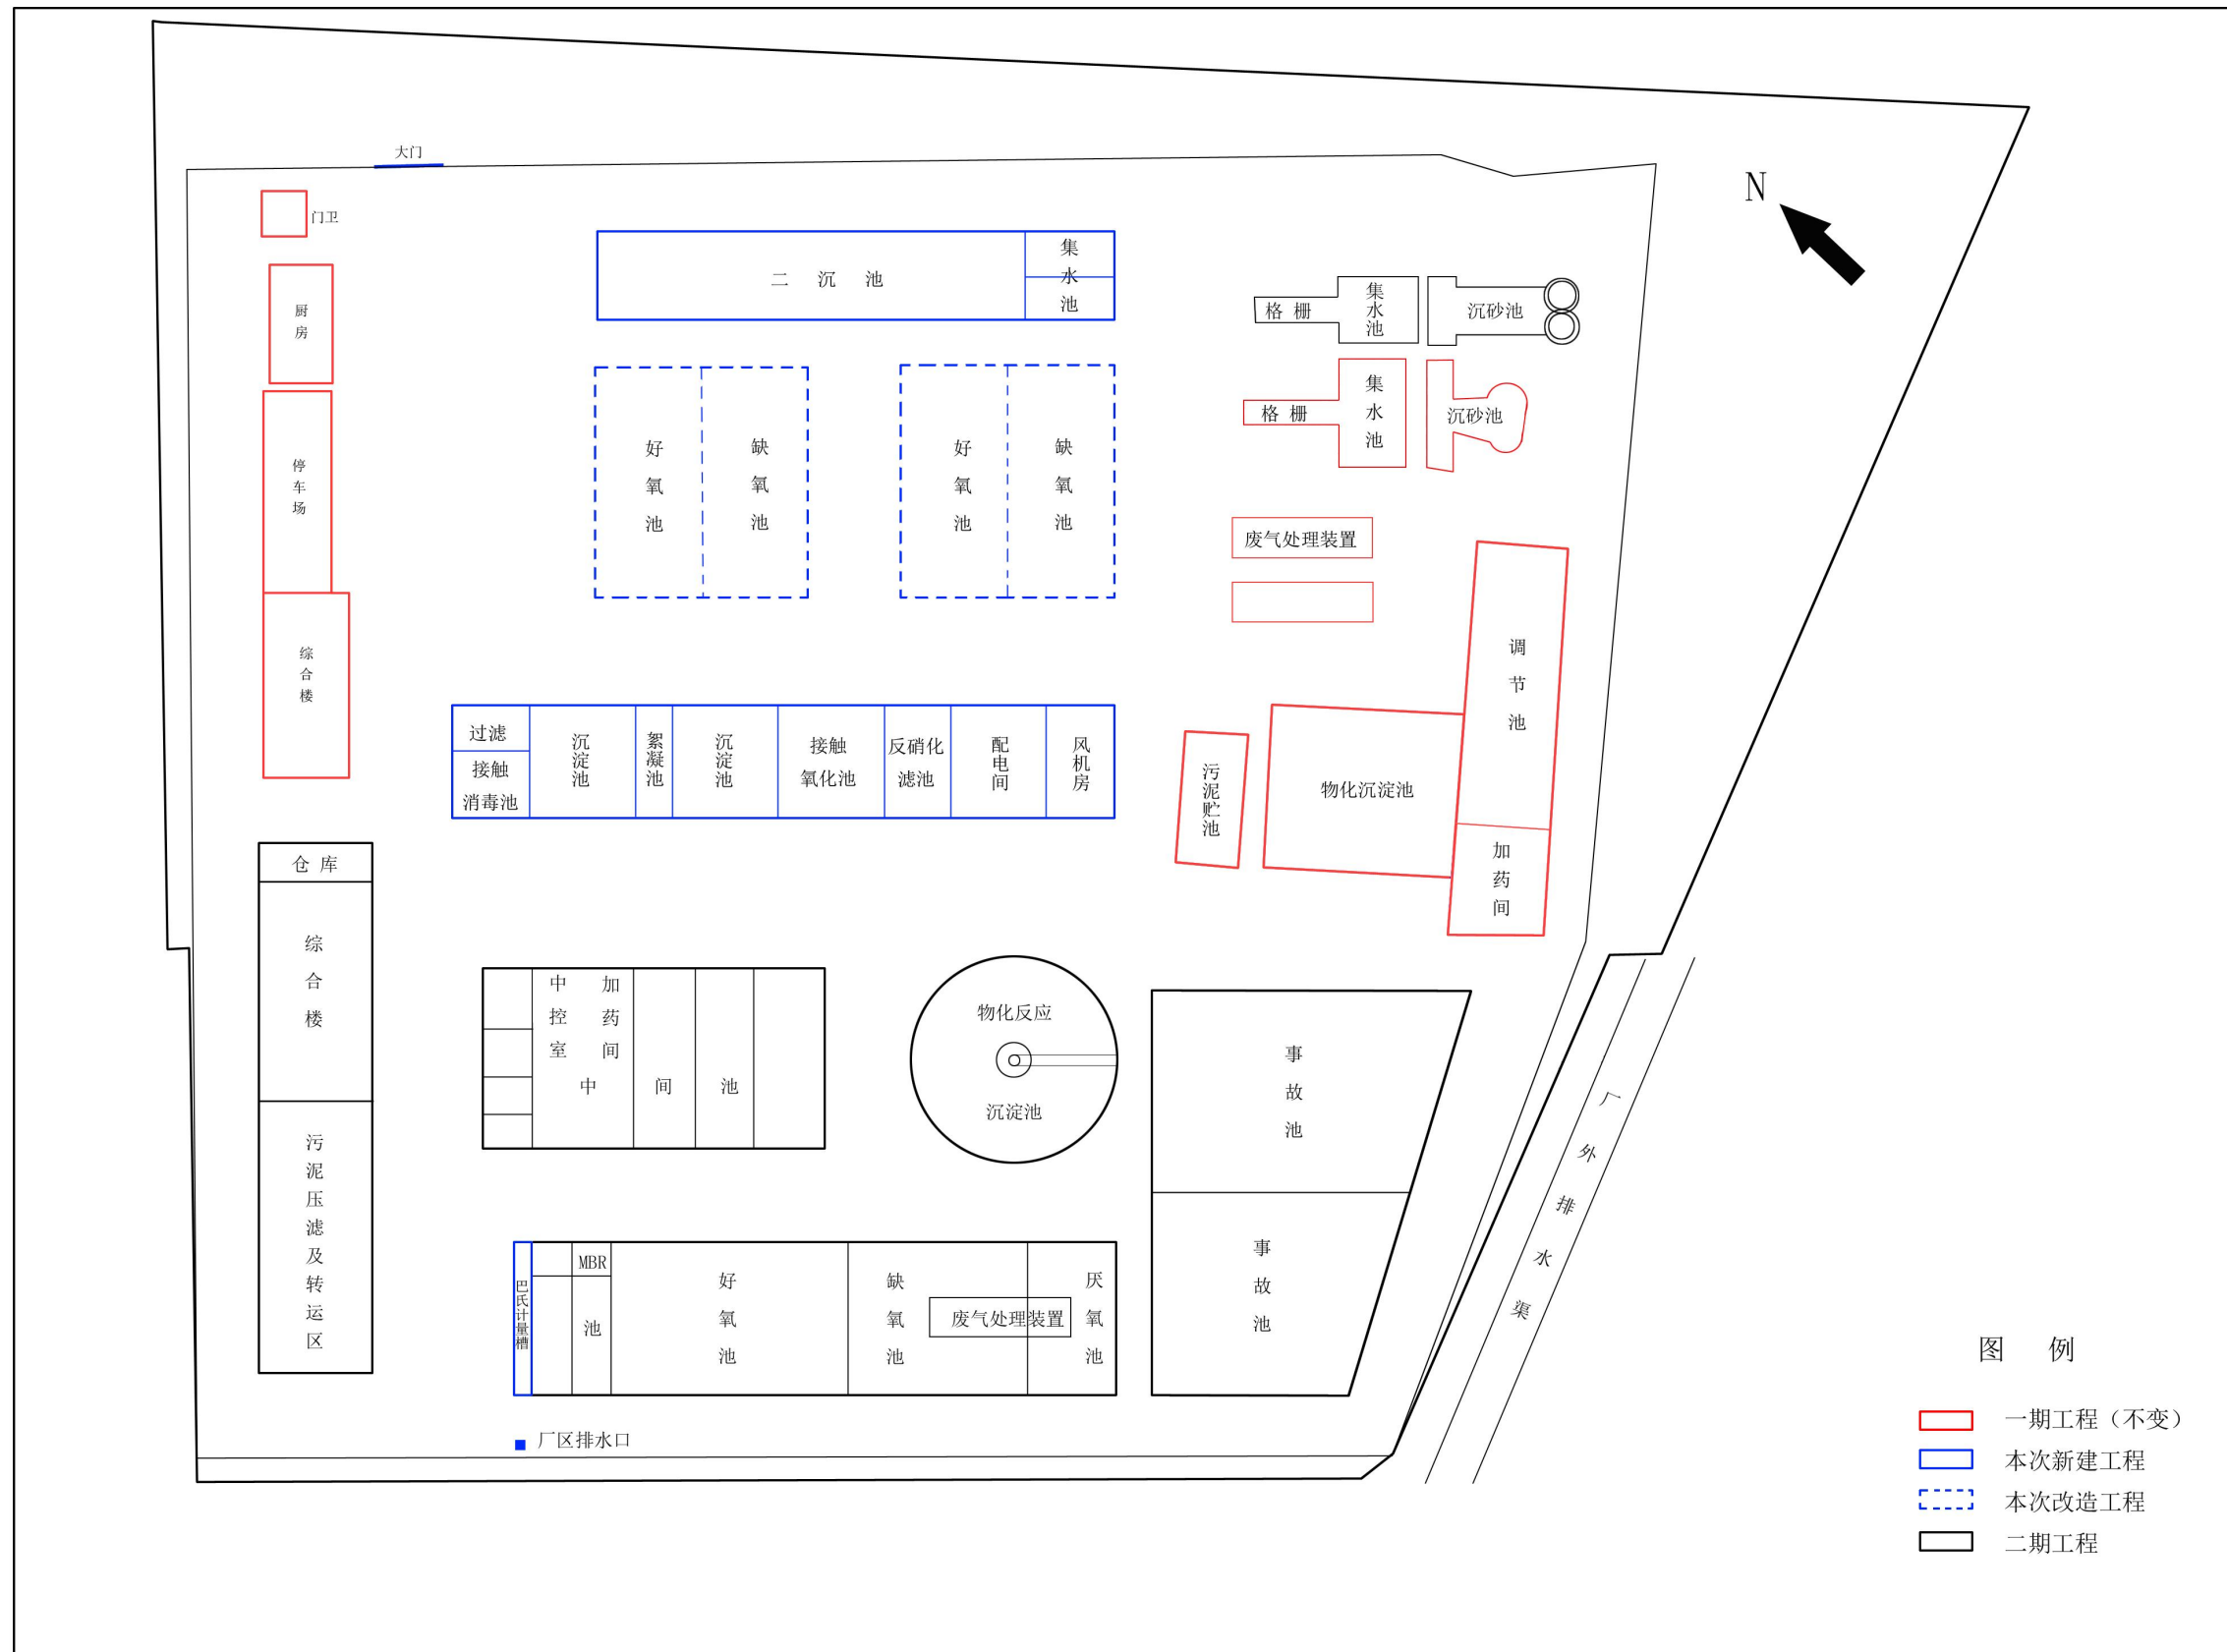 大门
N
门卫
厨房
停车场
综合楼
二沉池
集水池
格栅
集水池
沉砂池
格栅
集水池
沉砂池
好氧池
缺氧池
好氧池
缺氧池
废气处理装置
调节池
过滤
接触
消毒池
沉淀池
絮凝池
沉淀池
接触
氧化池
反硝化
滤池
配电间
风机房
污泥贮池
物化沉淀池
加药间
仓库
综合楼
污泥压滤及转运区
中控室
加药间
中间池
物化反应
沉淀池
事故池
事故池
厂外排水渠
巴氏计量槽
MBR
池
好氧池
缺氧池
废气处理装置
厌氧池
厂区排水口
图例
一期工程（不变）
本次新建工程
本次改造工程
二期工程